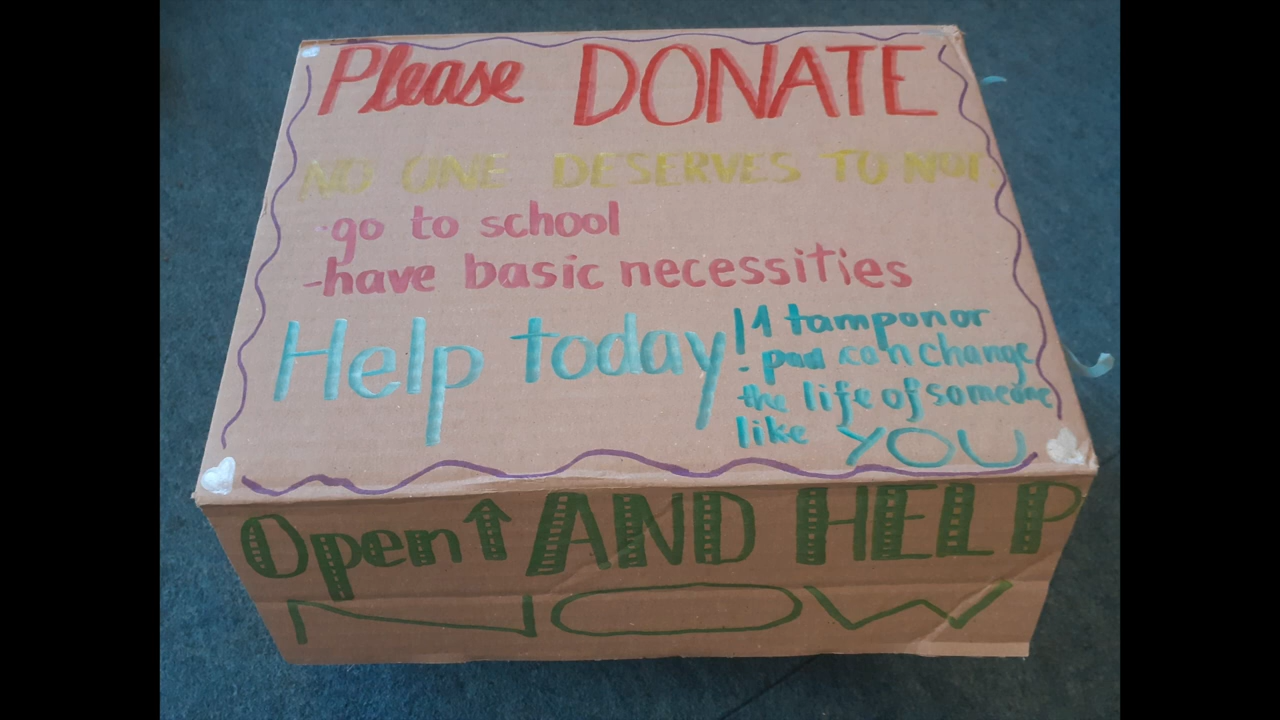 Please DONATE
NO ONE DESERVES TO NOT
-go to school
-have basic necessities
Help today!
1 tampon or
- pad can change
the life of someone
like YOU
Open ↑ AND HELP
NOW